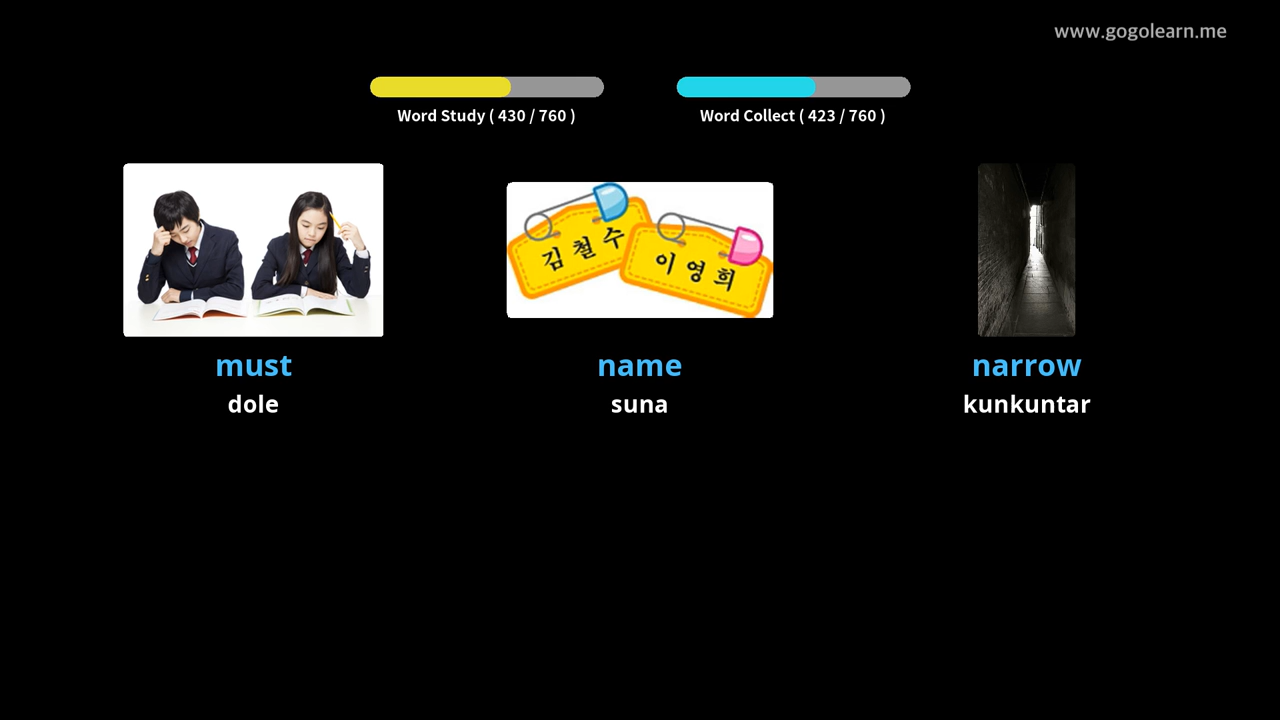 www.gogolearn.me
Word Study ( 430 / 760 )
Word Collect ( 423 / 760 )
김철수
이영희
must
name
narrow
dole
suna
kunkuntar